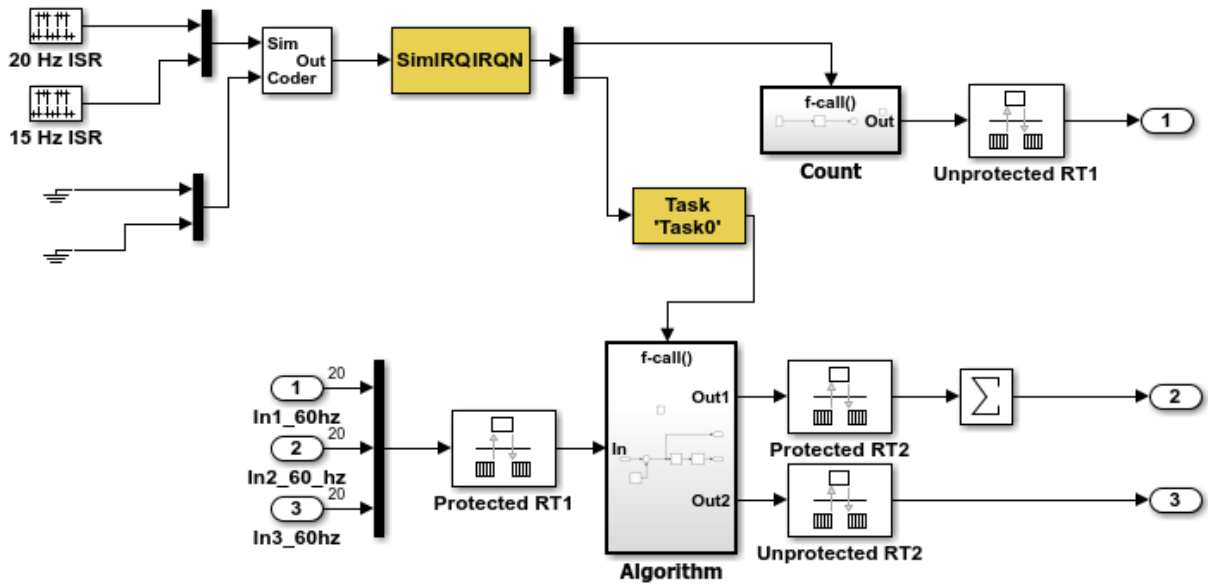 20 Hz ISR
15 Hz ISR
Sim
Out
Coder
SimIRQIRQN
f-call()
Out
Count
Unprotected RT1
1
Task
'Task0'
1
20
In1_60hz
2
20
In2_60_hz
3
20
In3_60hz
Protected RT1
f-call()
Out1
In
Out2
Algorithm
Protected RT2
Σ
2
Unprotected RT2
3